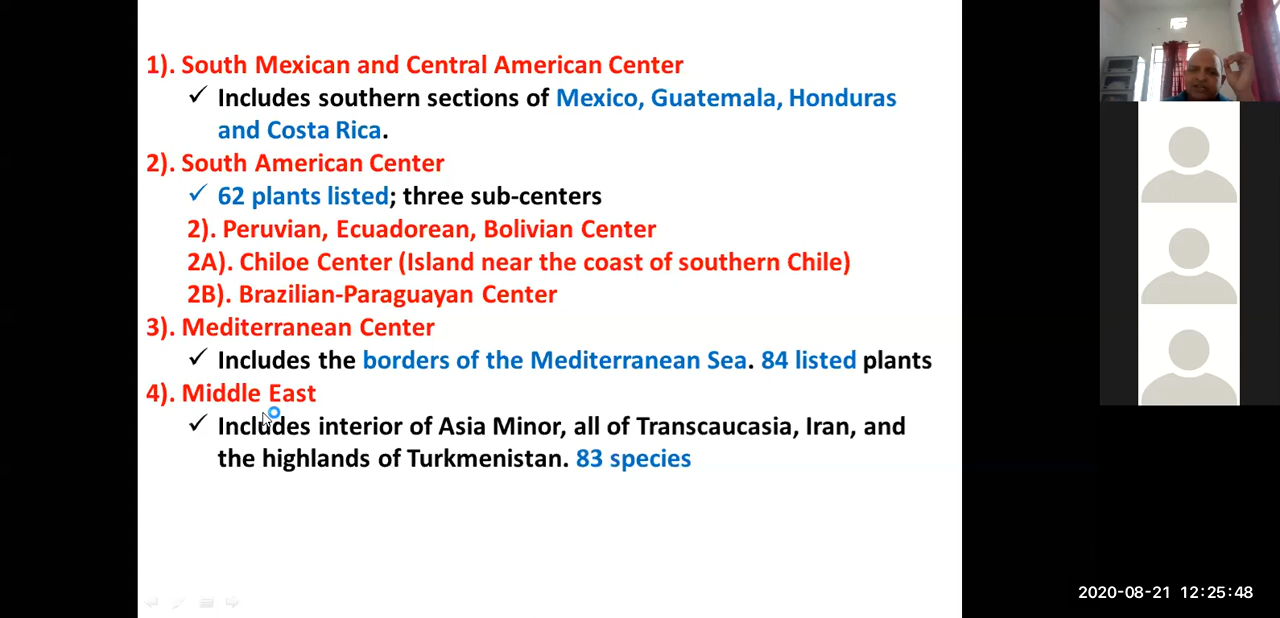 1). South Mexican and Central American Center
✓ Includes southern sections of Mexico, Guatemala, Honduras
and Costa Rica.
2). South American Center
✓ 62 plants listed; three sub-centers
2). Peruvian, Ecuadorean, Bolivian Center
2A). Chiloe Center (Island near the coast of southern Chile)
2B). Brazilian-Paraguayan Center
3). Mediterranean Center
✓ Includes the borders of the Mediterranean Sea. 84 listed plants
4). Middle East
✓ Includes interior of Asia Minor, all of Transcaucasia, Iran, and
the highlands of Turkmenistan. 83 species
2020-08-21 12:25:48